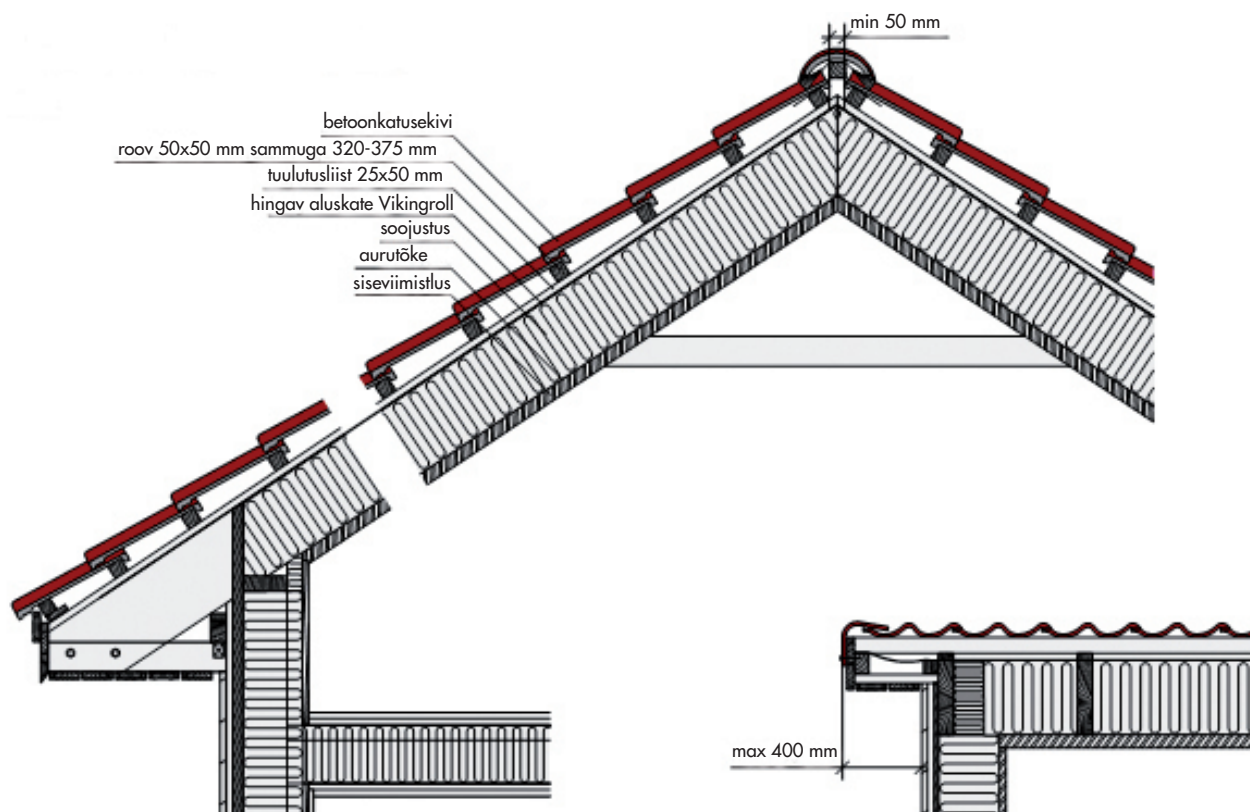 min 50 mm
betoonkatusekivi
roov 50x50 mm sammuga 320-375 mm
tuulutusliist 25x50 mm
hingav aluskate Vikingroll
soojustus
aurutõke
siseviimistlus
max 400 mm